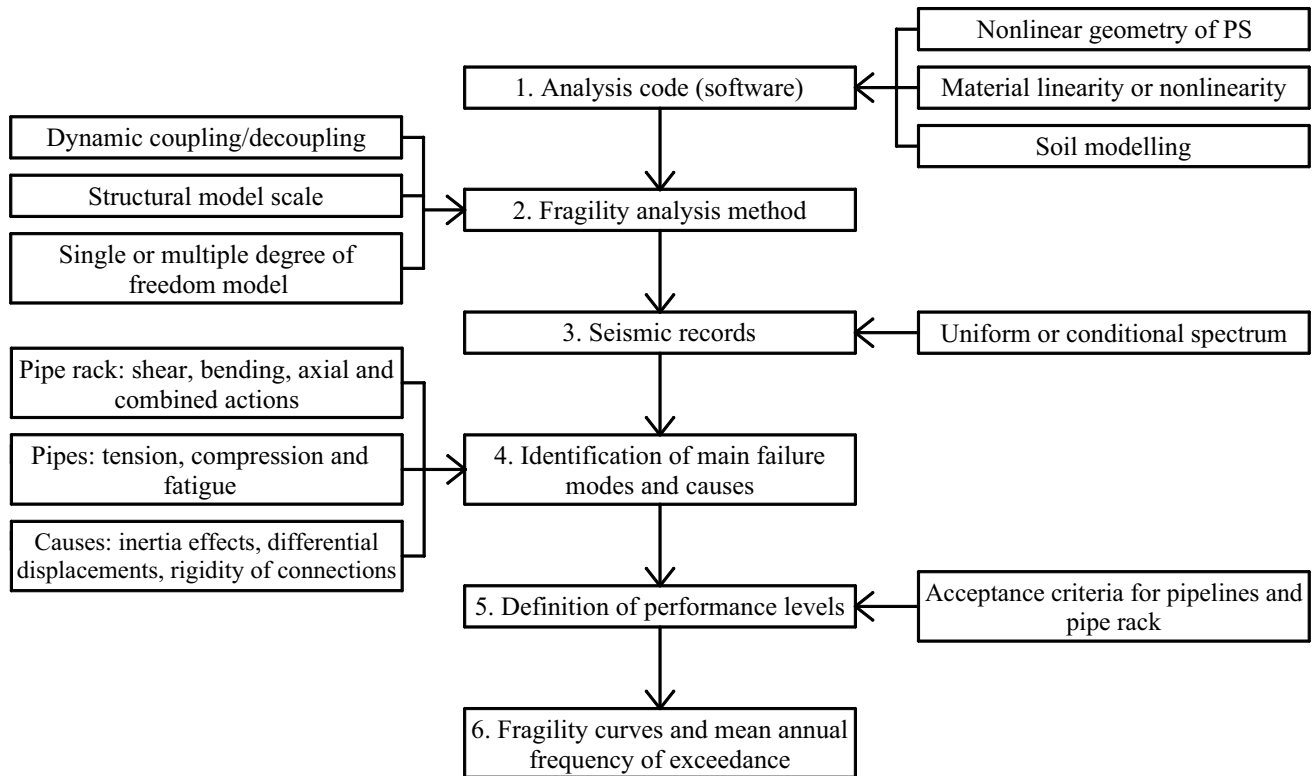 Nonlinear geometry of PS
1. Analysis code (software)
Material linearity or nonlinearity
Soil modelling
Dynamic coupling/decoupling
Structural model scale
Single or multiple degree of
freedom model
2. Fragility analysis method
3. Seismic records
Uniform or conditional spectrum
Pipe rack: shear, bending, axial and
combined actions
Pipes: tension, compression and
fatigue
Causes: inertia effects, differential
displacements, rigidity of connections
4. Identification of main failure
modes and causes
5. Definition of performance levels
Acceptance criteria for pipelines and
pipe rack
6. Fragility curves and mean annual
frequency of exceedance